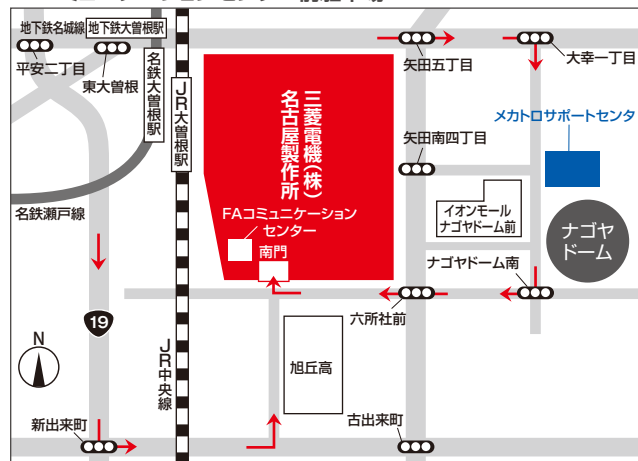 地下鉄名城線
地下鉄大曽根駅
平安二丁目
東大曽根
名鉄大曽根駅
JR大曽根駅
矢田五丁目
大幸一丁目
三菱電機(株)
名古屋製作所
メカトロサポートセンタ
矢田南四丁目
FAコミュニケーション
センター
南門
イオンモール
ナゴヤドーム前
ナゴヤ
ドーム
名鉄瀬戸線
ナゴヤドーム南
六所社前
19
N
JR中央線
旭丘高
新出来町
古出来町